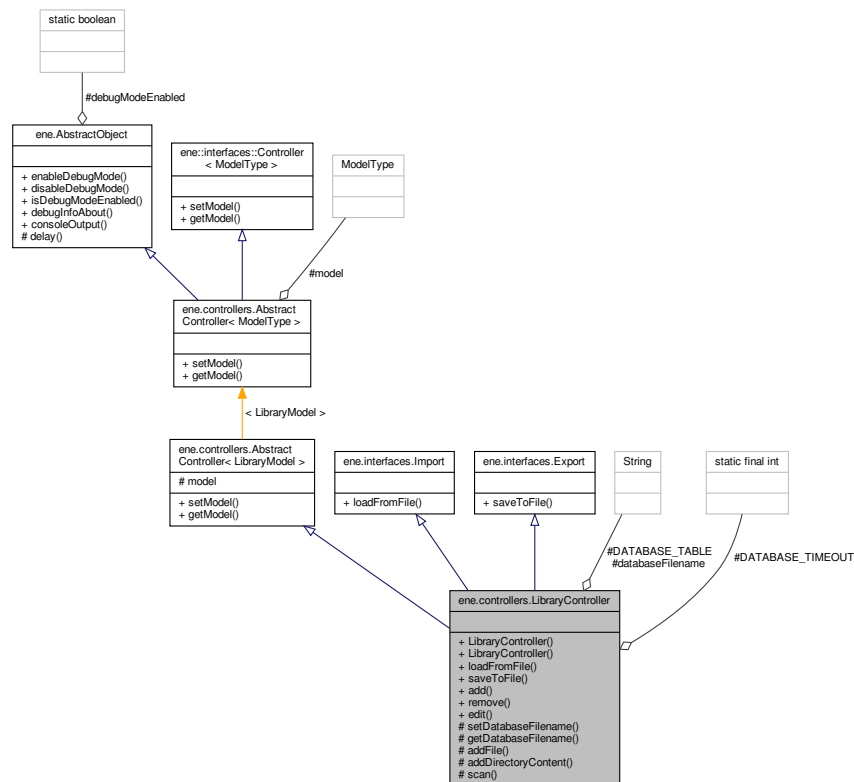 static boolean
#debugModeEnabled
ene.AbstractObject
+ enableDebugMode()
+ disableDebugMode()
+ isDebugModeEnabled()
+ debugInfoAbout()
+ consoleOutput()
# delay()
ene::interfaces::Controller
< ModelType >
+ setModel()
+ getModel()
ModelType
#model
ene.controllers.Abstract
Controller< ModelType >
+ setModel()
+ getModel()
< LibraryModel >
ene.controllers.Abstract
Controller< LibraryModel >
# model
+ setModel()
+ getModel()
ene.interfaces.Import
+ loadFromFile()
ene.interfaces.Export
+ saveToFile()
String
static final int
#DATABASE_TABLE
#databaseFilename
#DATABASE_TIMEOUT
ene.controllers.LibraryController
+ LibraryController()
+ LibraryController()
+ loadFromFile()
+ saveToFile()
+ add()
+ remove()
+ edit()
# setDatabaseFilename()
# getDatabaseFilename()
# addFile()
# addDirectoryContent()
# scan()